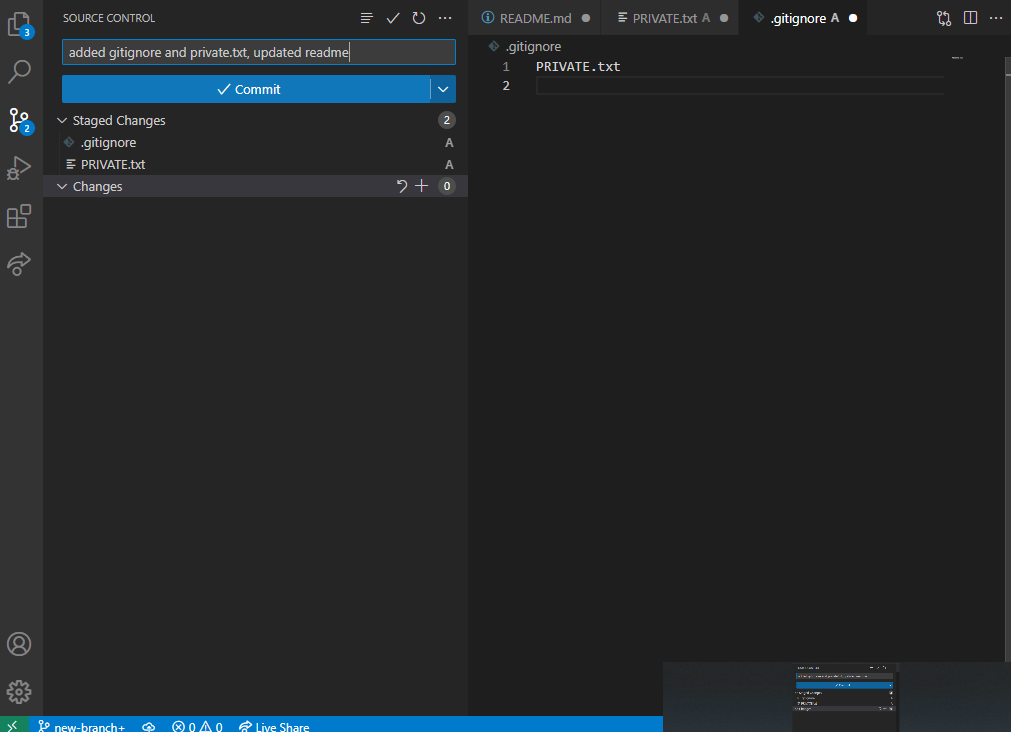 SOURCE CONTROL
README.md
PRIVATE.txt A
.gitignore A
3
added gitignore and private.txt, updated readme
.gitignore
Commit
1 PRIVATE.txt
2
Staged Changes 2
2
.gitignore A
PRIVATE.txt A
Changes 0
new-branch+ 0 0 Live Share